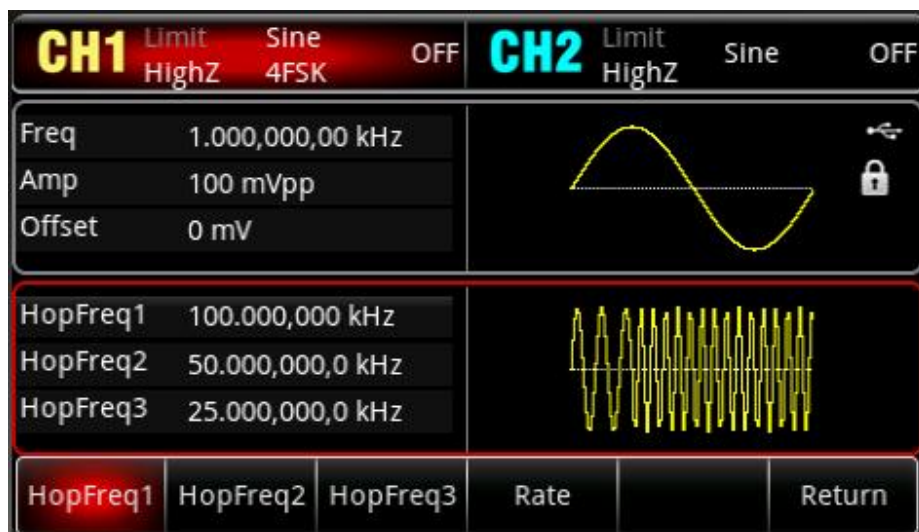 CH1 Limit Sine OFF
HighZ 4FSK
CH2 Limit Sine OFF
HighZ
Freq 1.000,000,00 kHz
Amp 100 mVpp
Offset 0 mV
HopFreq1 100.000,000 kHz
HopFreq2 50.000,000,0 kHz
HopFreq3 25.000,000,0 kHz
HopFreq1 HopFreq2 HopFreq3 Rate Return